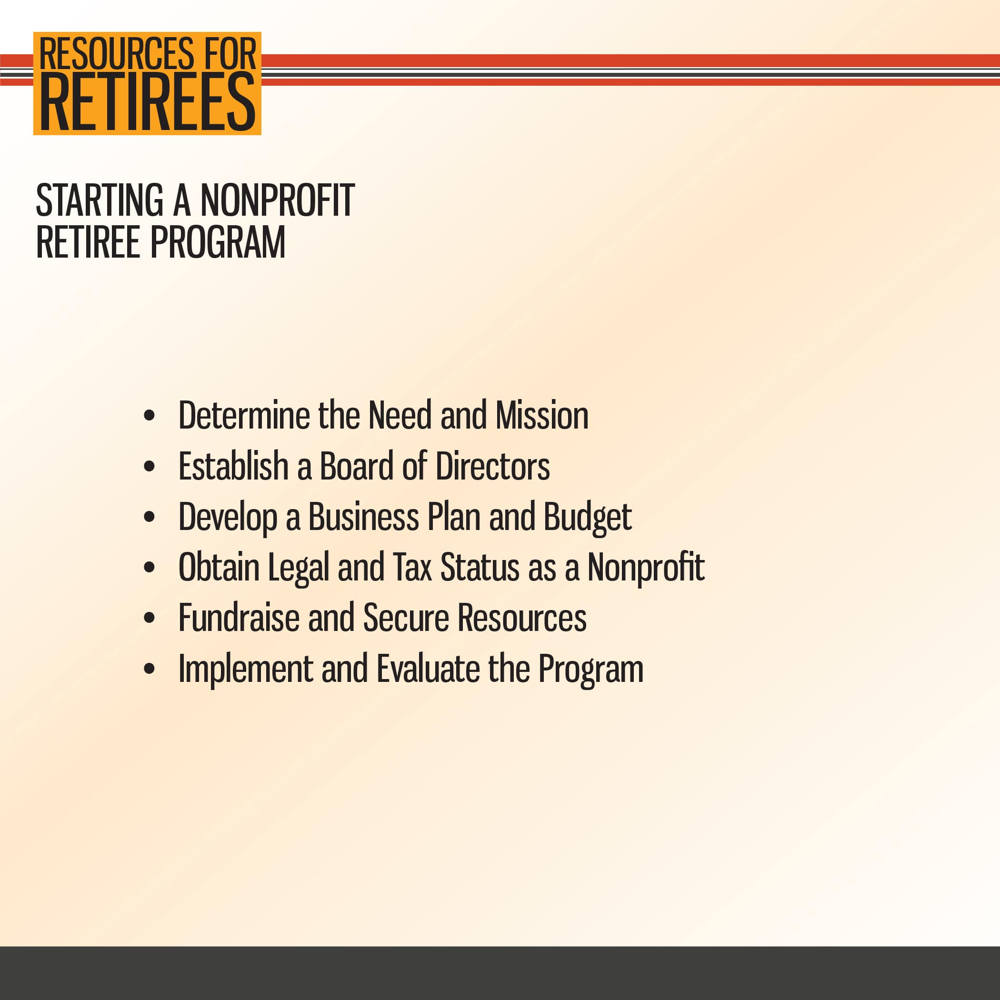 RESOURCES FOR
RETIREES
STARTING A NONPROFIT
RETIREE PROGRAM
• Determine the Need and Mission
• Establish a Board of Directors
• Develop a Business Plan and Budget
• Obtain Legal and Tax Status as a Nonprofit
• Fundraise and Secure Resources
• Implement and Evaluate the Program